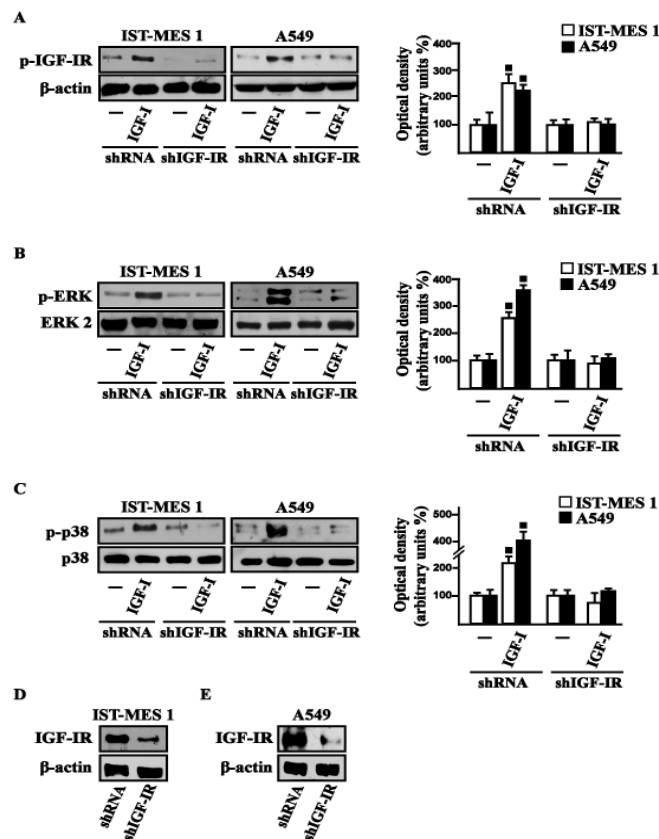 A
IST-MES 1 A549
p-IGF-IR
β-actin
— IGF-I — IGF-I — IGF-I — IGF-I
shRNA shIGF-IR shRNA shIGF-IR
Optical density
(arbitrary units %)
400
300
200
100
IST-MES 1
A549
— IGF-I — IGF-I
shRNA shIGF-IR
B
IST-MES 1 A549
p-ERK
ERK 2
— IGF-I — IGF-I — IGF-I — IGF-I
shRNA shIGF-IR shRNA shIGF-IR
Optical density
(arbitrary units %)
400
300
200
100
IST-MES 1
A549
— IGF-I — IGF-I
shRNA shIGF-IR
C
IST-MES 1 A549
p-p38
p38
— IGF-I — IGF-I — IGF-I — IGF-I
shRNA shIGF-IR shRNA shIGF-IR
Optical density
(arbitrary units %)
500
400
200
100
IST-MES 1
A549
— IGF-I — IGF-I
shRNA shIGF-IR
D
IST-MES 1
IGF-IR
β-actin
shRNA shIGF-IR
E
A549
IGF-IR
β-actin
shRNA shIGF-IR